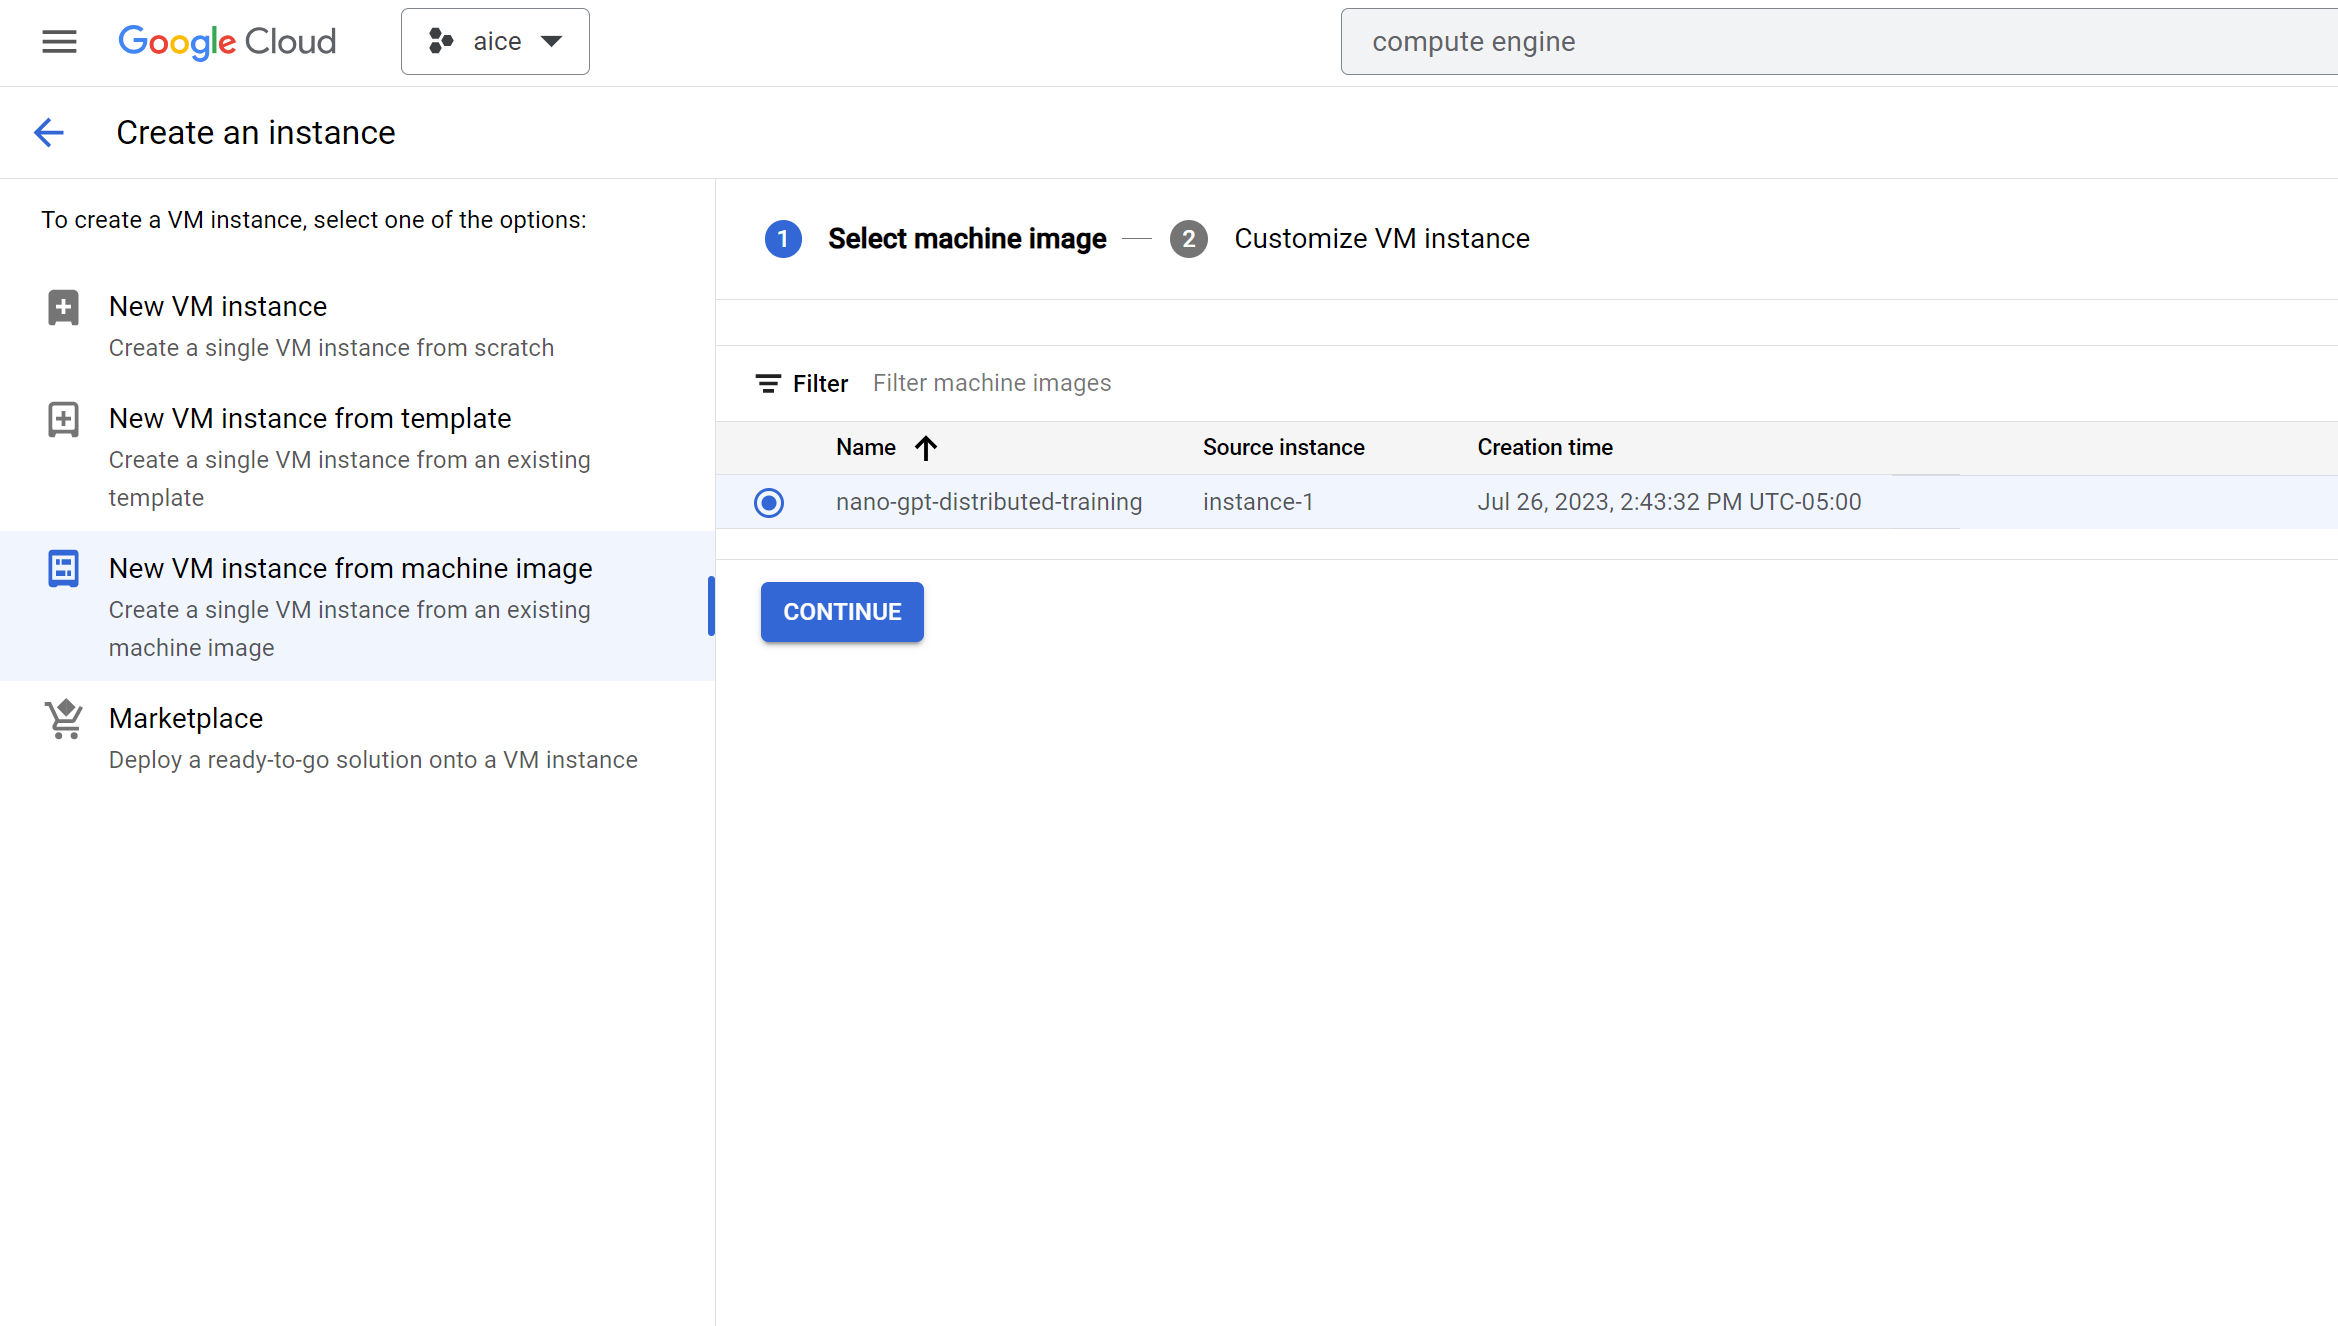 Google Cloud
aice
compute engine
Create an instance
To create a VM instance, select one of the options:
New VM instance
Create a single VM instance from scratch
New VM instance from template
Create a single VM instance from an existing
template
New VM instance from machine image
Create a single VM instance from an existing
machine image
Marketplace
Deploy a ready-to-go solution onto a VM instance
1 Select machine image 2 Customize VM instance
Filter Filter machine images
Name Source instance Creation time
nano-gpt-distributed-training instance-1 Jul 26, 2023, 2:43:32 PM UTC-05:00
CONTINUE